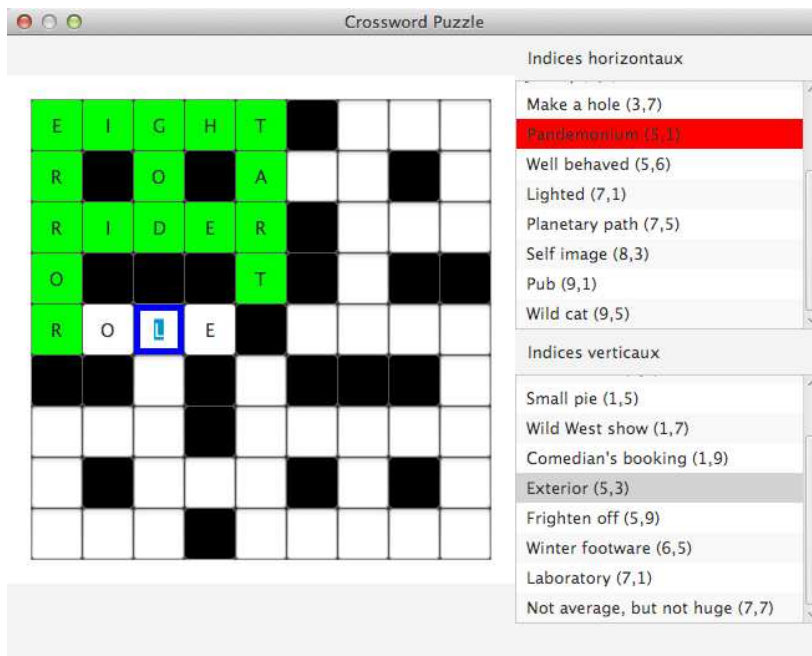 Crossword Puzzle
E I G H T
R O A
R I D E R
O T
R O L E
Indices horizontaux
Make a hole (3,7)
Pandemonium (5,1)
Well behaved (5,6)
Lighted (7,1)
Planetary path (7,5)
Self image (8,3)
Pub (9,1)
Wild cat (9,5)
Indices verticaux
Small pie (1,5)
Wild West show (1,7)
Comedian's booking (1,9)
Exterior (5,3)
Frighten off (5,9)
Winter footware (6,5)
Laboratory (7,1)
Not average, but not huge (7,7)